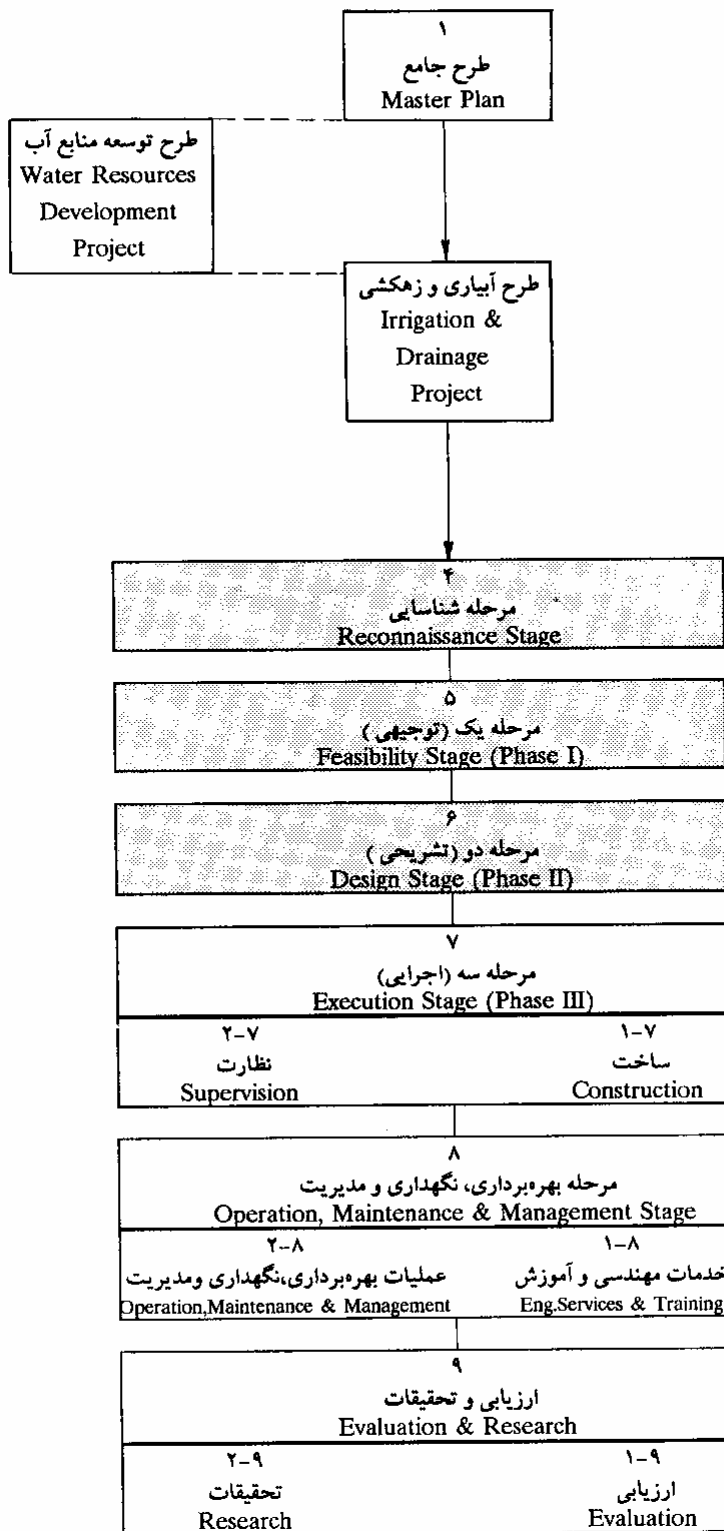 ۱
طرح جامع
Master Plan
طرح توسعه منابع آب
Water Resources
Development
Project
طرح آبیاری و زهکشی
Irrigation &
Drainage
Project
۴
مرحله شناسایی
Reconnaissance Stage
۵
مرحله یک (توجیهی)
Feasibility Stage (Phase I)
۶
مرحله دو (تشریحی)
Design Stage (Phase II)
۷
مرحله سه (اجرایی)
Execution Stage (Phase III)
۱-۷
ساخت
Construction
۲-۷
نظارت
Supervision
۸
مرحله بهره‌برداری، نگهداری و مدیریت
Operation, Maintenance & Management Stage
۱-۸
خدمات مهندسی و آموزش
Eng.Services & Training
۲-۸
عملیات بهره‌برداری،نگهداری ومدیریت
Operation,Maintenance & Management
۹
ارزیابی و تحقیقات
Evaluation & Research
۱-۹
ارزیابی
Evaluation
۲-۹
تحقیقات
Research